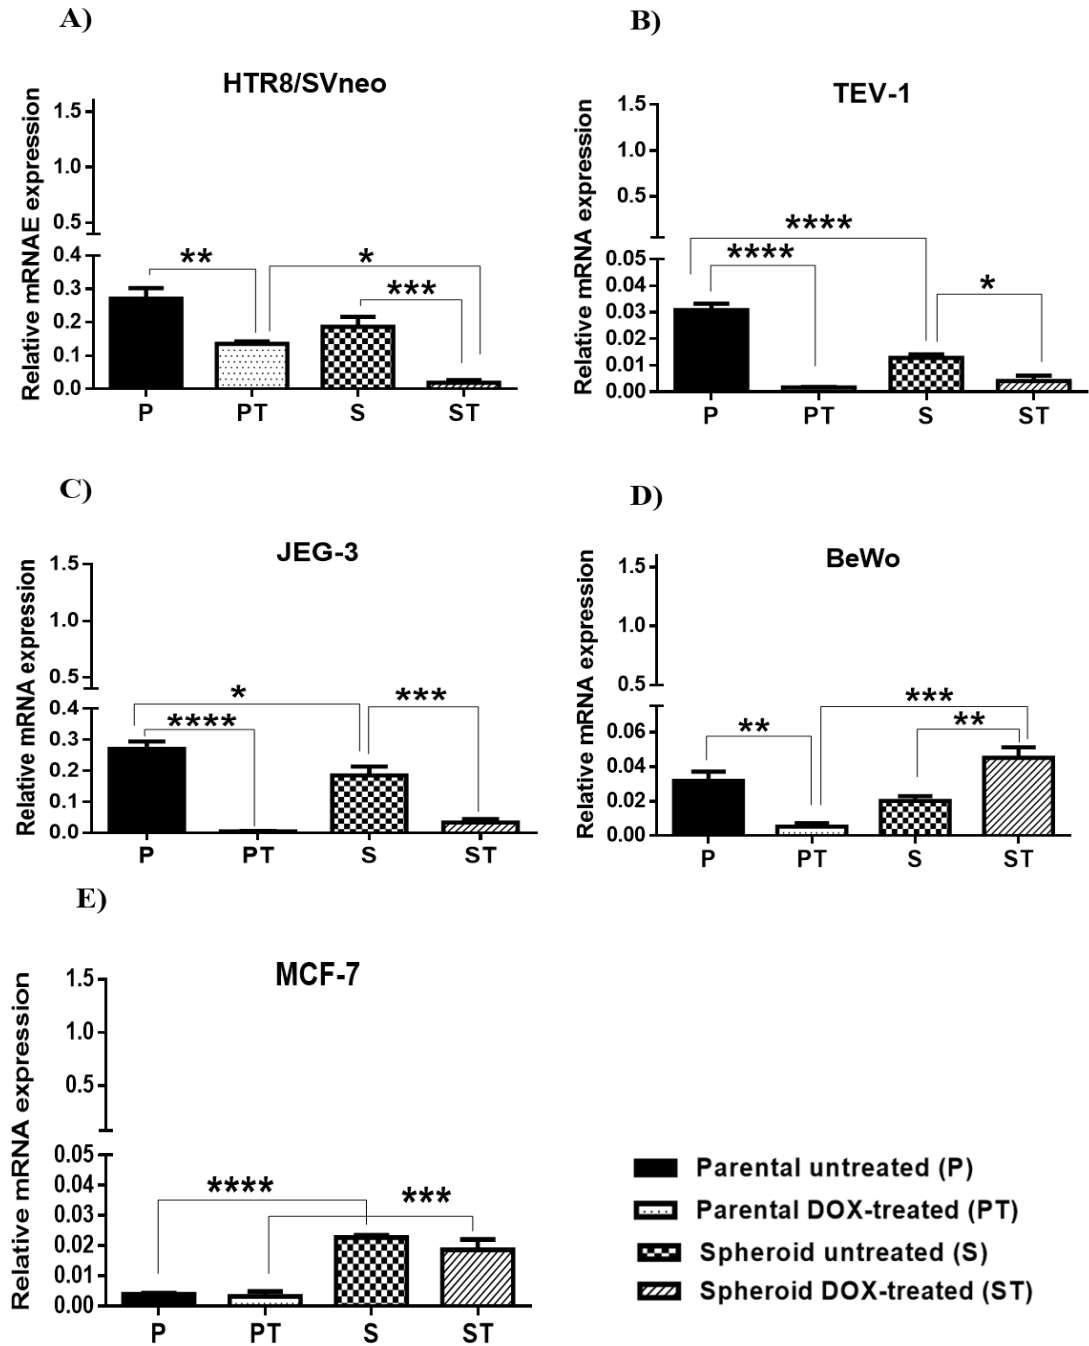 A)
HTR8/SVneo
Relative mRNAE expression
1.5
1.0
0.5
0.4
0.3
0.2
0.1
0.0
** * ***
P PT S ST
B)
TEV-1
Relative mRNA expression
1.5
1.0
0.5
0.05
0.04
0.03
0.02
0.01
0.00
****
**** *
P PT S ST
C)
JEG-3
Relative mRNA expression
1.5
1.0
0.5
0.4
0.3
0.2
0.1
0.0
* ***
****
P PT S ST
D)
BeWo
Relative mRNA expression
1.5
1.0
0.5
0.06
0.04
0.02
0.00
***
** **
P PT S ST
E)
MCF-7
Relative mRNA expression
1.5
1.0
0.5
0.05
0.04
0.03
0.02
0.01
0.00
**** ***
P PT S ST
Parental untreated (P)
Parental DOX-treated (PT)
Spheroid untreated (S)
Spheroid DOX-treated (ST)